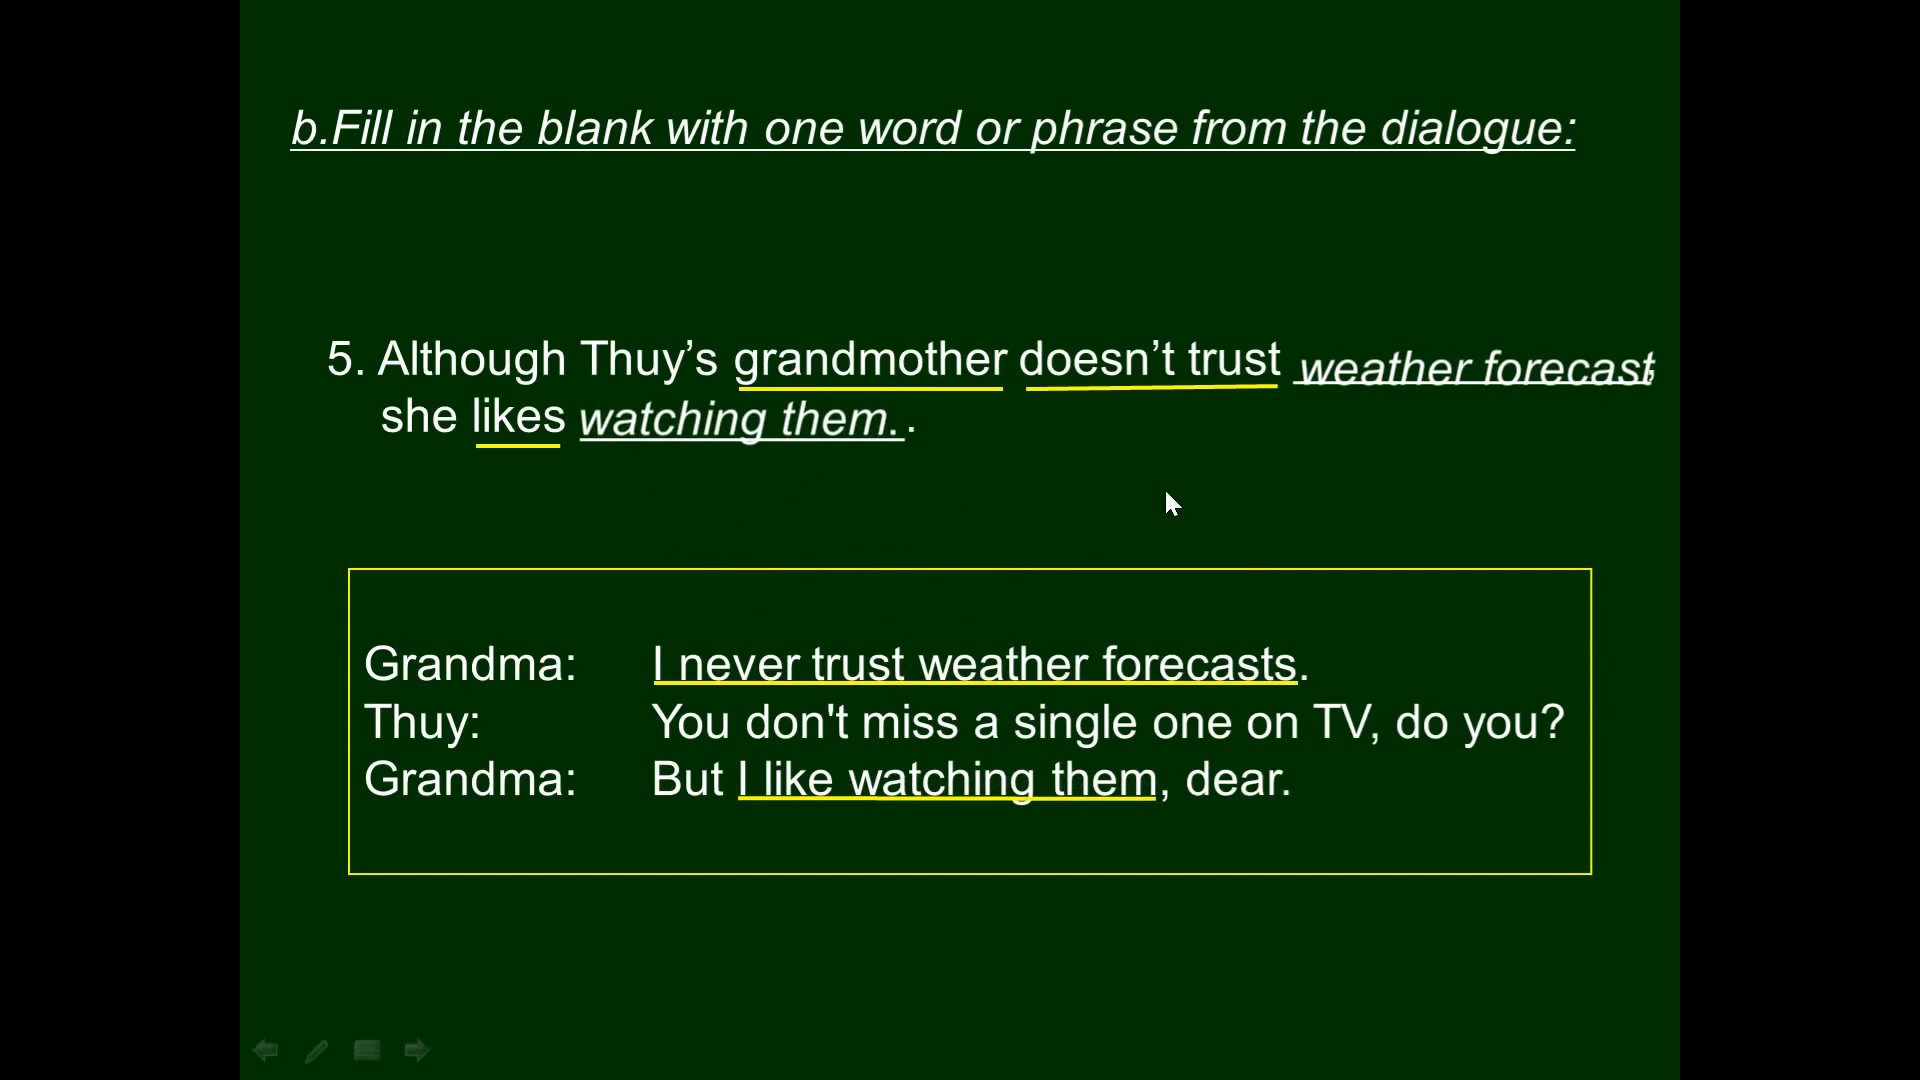 b.Fill in the blank with one word or phrase from the dialogue:
5. Although Thuy’s grandmother doesn’t trust weather forecast,
she likes watching them. .
Grandma: I never trust weather forecasts.
Thuy: You don't miss a single one on TV, do you?
Grandma: But I like watching them, dear.